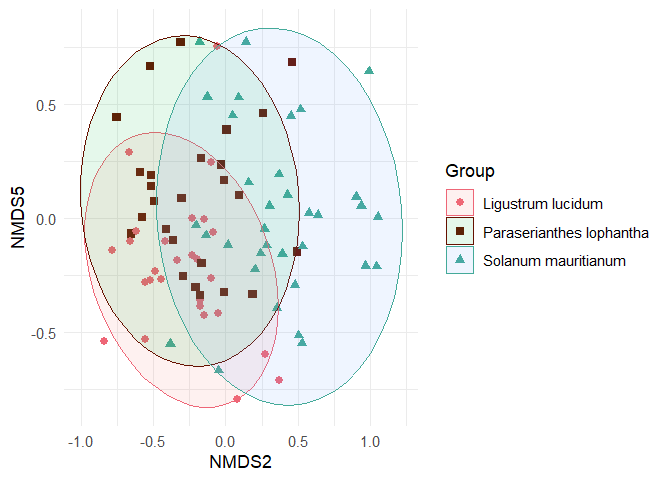 NMDS5
0.5
0.0
-0.5
-1.0 -0.5 0.0 0.5 1.0
NMDS2
Group
Ligustrum lucidum
Paraserianthes lophantha
Solanum mauritianum